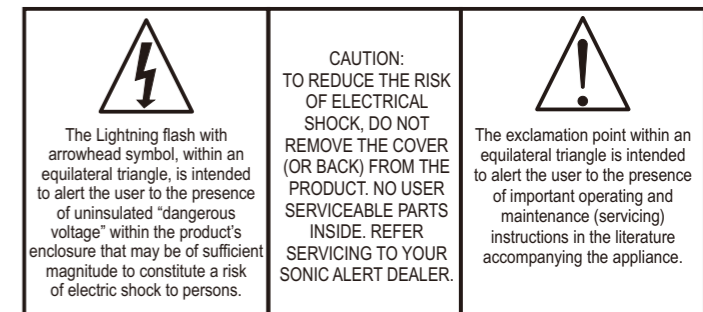 The Lightning flash with
arrowhead symbol, within an
equilateral triangle, is intended
to alert the user to the presence
of uninsulated “dangerous
voltage” within the product’s
enclosure that may be of sufficient
magnitude to constitute a risk
of electric shock to persons.
CAUTION:
TO REDUCE THE RISK
OF ELECTRICAL
SHOCK, DO NOT
REMOVE THE COVER
(OR BACK) FROM THE
PRODUCT. NO USER
SERVICEABLE PARTS
INSIDE. REFER
SERVICING TO YOUR
SONIC ALERT DEALER.
The exclamation point within an
equilateral triangle is intended
to alert the user to the presence
of important operating and
maintenance (servicing)
instructions in the literature
accompanying the appliance.